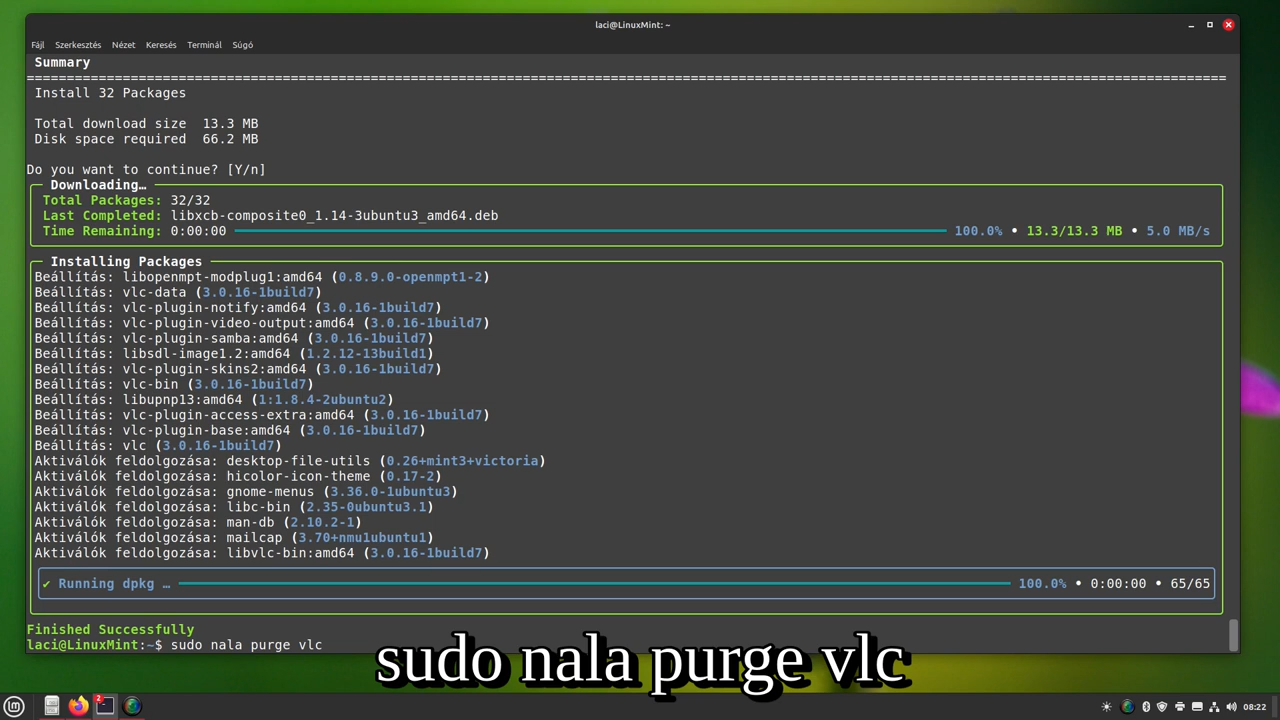 laci@LinuxMint: ~
Fájl Szerkesztés Nézet Keresés Terminál Súgó
Summary
======================================================================================================================================================
Install 32 Packages
Total download size 13.3 MB
Disk space required 66.2 MB
Do you want to continue? [Y/n]
Downloading…
Total Packages: 32/32
Last Completed: libxcb-composite0_1.14-3ubuntu3_amd64.deb
Time Remaining: 0:00:00 100.0% • 13.3/13.3 MB • 5.0 MB/s
Installing Packages
Beállítás: libopenmpt-modplug1:amd64 (0.8.9.0-openmpt1-2)
Beállítás: vlc-data (3.0.16-1build7)
Beállítás: vlc-plugin-notify:amd64 (3.0.16-1build7)
Beállítás: vlc-plugin-video-output:amd64 (3.0.16-1build7)
Beállítás: vlc-plugin-samba:amd64 (3.0.16-1build7)
Beállítás: libsdl-image1.2:amd64 (1.2.12-13build1)
Beállítás: vlc-plugin-skins2:amd64 (3.0.16-1build7)
Beállítás: vlc-bin (3.0.16-1build7)
Beállítás: libupnp13:amd64 (1:1.8.4-2ubuntu2)
Beállítás: vlc-plugin-access-extra:amd64 (3.0.16-1build7)
Beállítás: vlc-plugin-base:amd64 (3.0.16-1build7)
Beállítás: vlc (3.0.16-1build7)
Aktiválók feldolgozása: desktop-file-utils (0.26+mint3+victoria)
Aktiválók feldolgozása: hicolor-icon-theme (0.17-2)
Aktiválók feldolgozása: gnome-menus (3.36.0-1ubuntu3)
Aktiválók feldolgozása: libc-bin (2.35-0ubuntu3.1)
Aktiválók feldolgozása: man-db (2.10.2-1)
Aktiválók feldolgozása: mailcap (3.70+nmu1ubuntu1)
Aktiválók feldolgozása: libvlc-bin:amd64 (3.0.16-1build7)
✔ Running dpkg … 100.0% • 0:00:00 • 65/65
Finished Successfully
laci@LinuxMint:~$ sudo nala purge vlc
sudo nala purge vlc
2
08:22